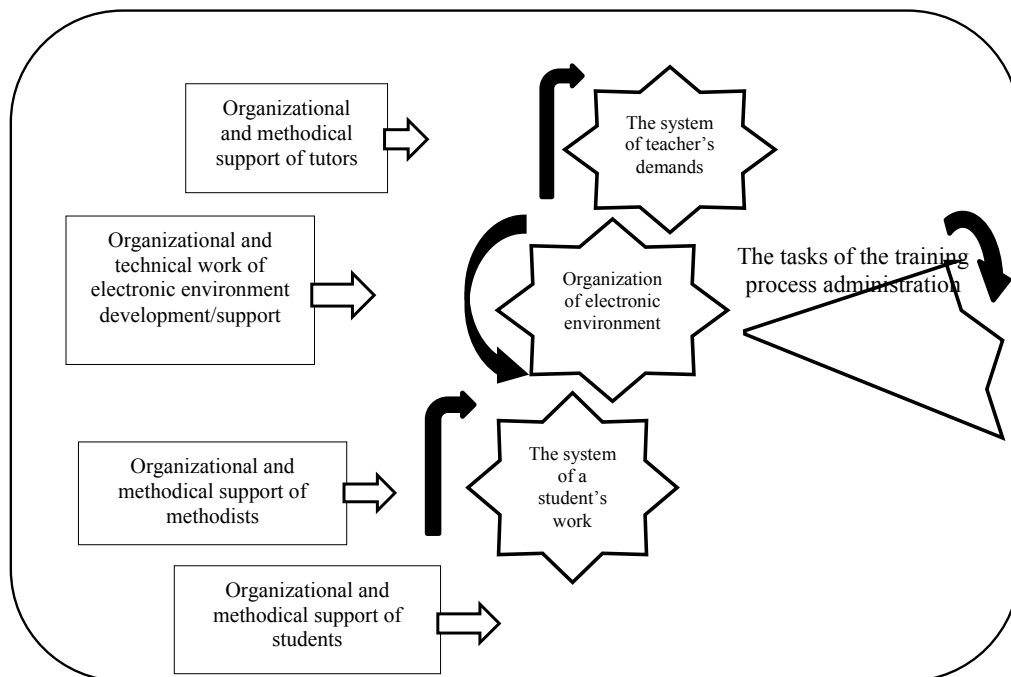 Organizational
and methodical
support of tutors
The system
of teacher's
demands
Organizational and
technical work of
electronic environment
development/support
Organization
of electronic
environment
The tasks of the training
process administration
Organizational and
methodical support of
methodists
The system
of a
student's
work
Organizational and
methodical support of
students